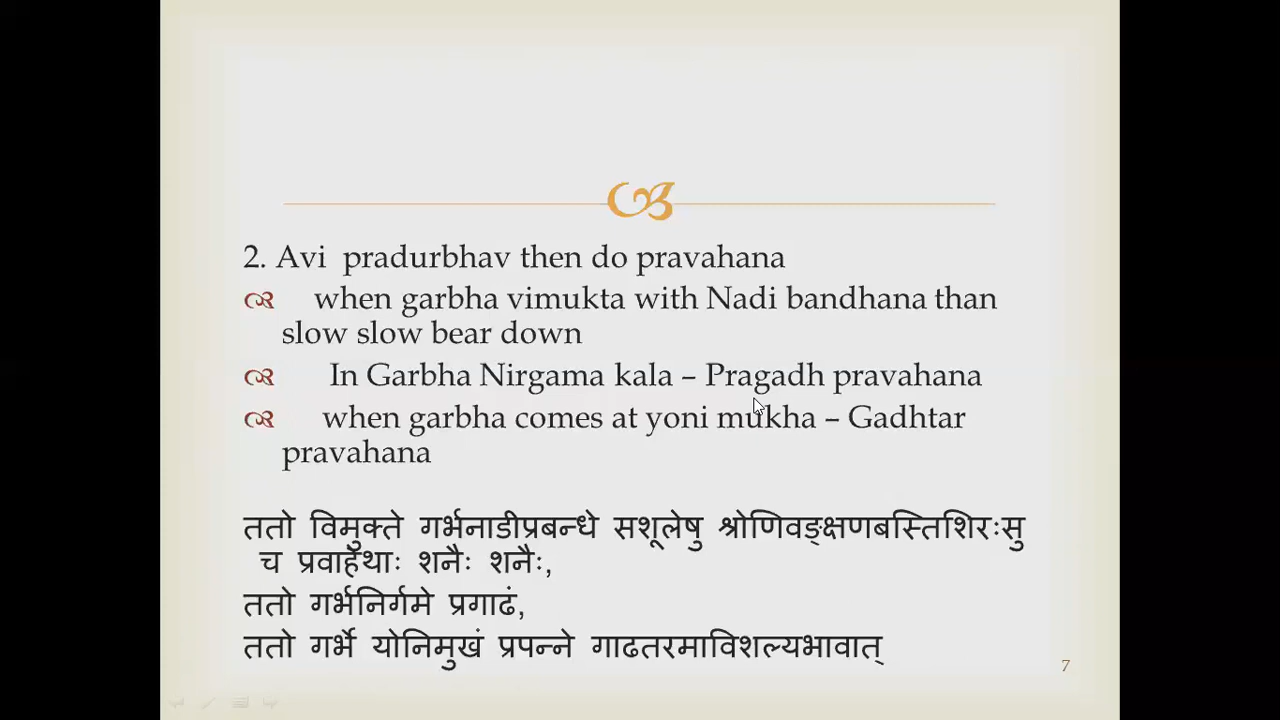 2. Avi pradurbhav then do pravahana
when garbha vimukta with Nadi bandhana than
slow slow bear down
In Garbha Nirgama kala – Pragadh pravahana
when garbha comes at yoni mukha – Gadhtar
pravahana
ततो विमुक्ते गर्भनाडीप्रबन्धे सशूलेषु श्रोणिवङ्क्षणबस्तिशिरःसु
च प्रवाहेथाः शनैः शनैः,
ततो गर्भनिर्गमे प्रगाढं,
ततो गर्भे योनिमुखं प्रपन्ने गाढतरमाविशल्यभावात्
7